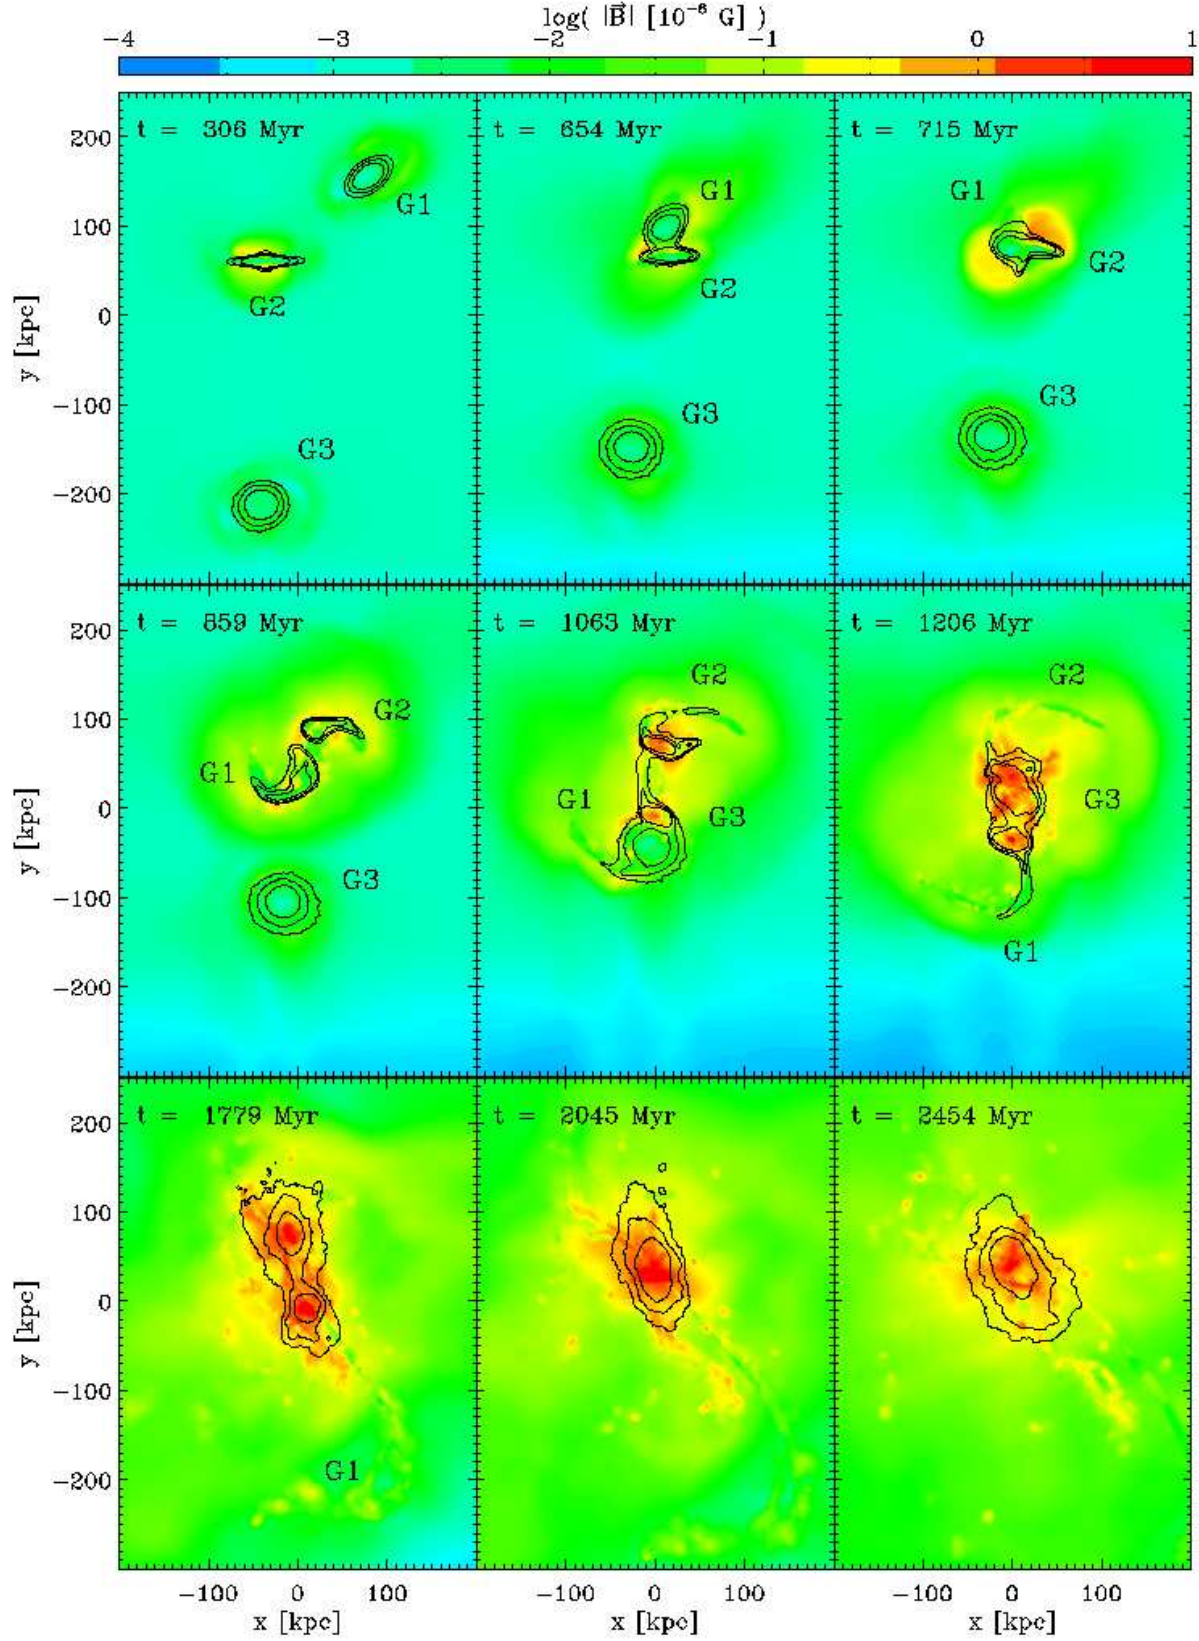 log( |B⃗| [10⁻⁶ G] )
−4 −3 −2 −1 0 1
t = 306 Myr
G1
G2
G3
t = 654 Myr
G1
G2
G3
t = 715 Myr
G1
G2
G3
200
100
0
−100
−200
y [kpc]
t = 859 Myr
G2
G1
G3
t = 1063 Myr
G2
G1
G3
t = 1206 Myr
G2
G3
G1
200
100
0
−100
−200
y [kpc]
t = 1779 Myr
G1
t = 2045 Myr
t = 2454 Myr
200
100
0
−100
−200
y [kpc]
−100 0 100
−100 0 100
−100 0 100
x [kpc]
x [kpc]
x [kpc]